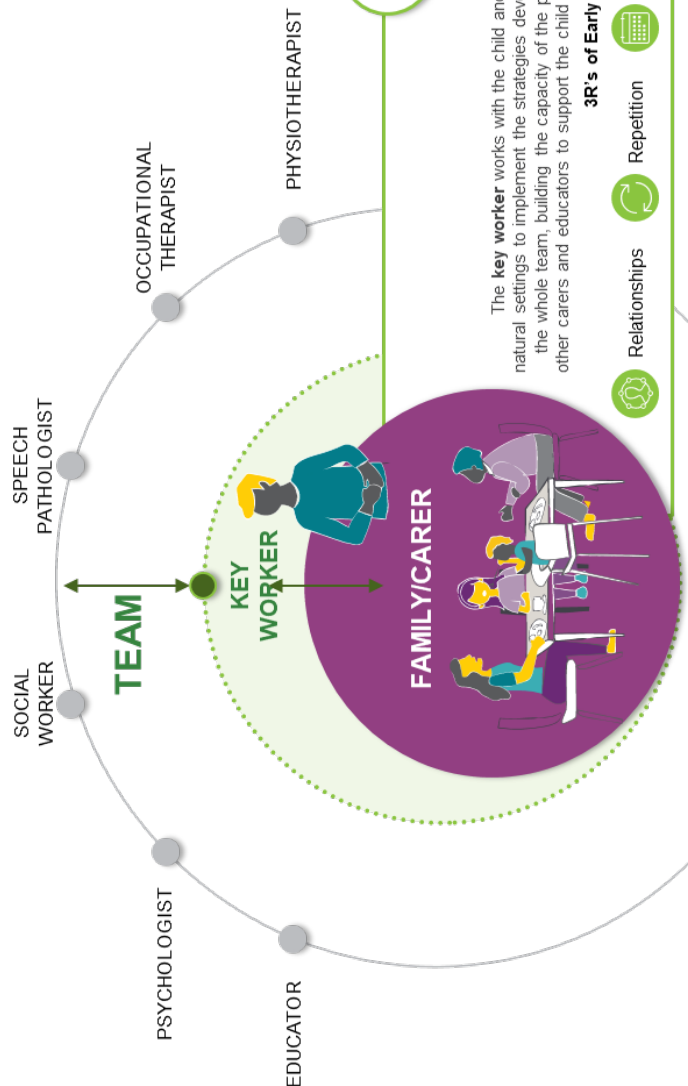 SPEECH
PATHOLOGIST
SOCIAL
WORKER
OCCUPATIONAL
THERAPIST
PSYCHOLOGIST
PHYSIOTHERAPIST
EDUCATOR
TEAM
KEY
WORKER
FAMILY/CARER
The key worker works with the child and
natural settings to implement the strategies
the whole team, building the capacity of the
other carers and educators to support the child
3R's of Early
Relationships
Repetition